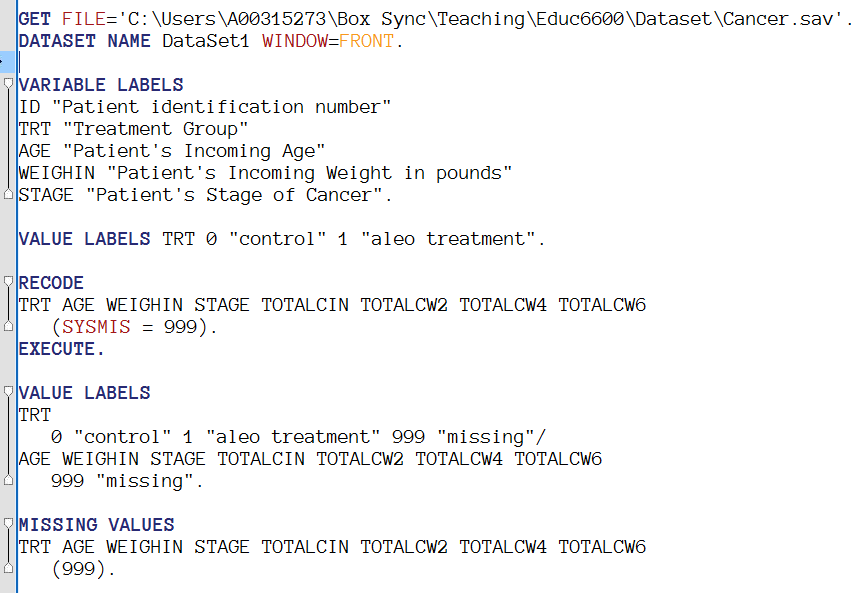 GET FILE='C:\Users\A00315273\Box Sync\Teaching\Educ6600\Dataset\Cancer.sav'.
DATASET NAME DataSet1 WINDOW=FRONT.
VARIABLE LABELS
ID "Patient identification number"
TRT "Treatment Group"
AGE "Patient's Incoming Age"
WEIGHIN "Patient's Incoming Weight in pounds"
STAGE "Patient's Stage of Cancer".
VALUE LABELS TRT 0 "control" 1 "aleo treatment".
RECODE
TRT AGE WEIGHIN STAGE TOTALCIN TOTALCW2 TOTALCW4 TOTALCW6
(SYSMIS = 999).
EXECUTE.
VALUE LABELS
TRT
0 "control" 1 "aleo treatment" 999 "missing"/
AGE WEIGHIN STAGE TOTALCIN TOTALCW2 TOTALCW4 TOTALCW6
999 "missing".
MISSING VALUES
TRT AGE WEIGHIN STAGE TOTALCIN TOTALCW2 TOTALCW4 TOTALCW6
(999).